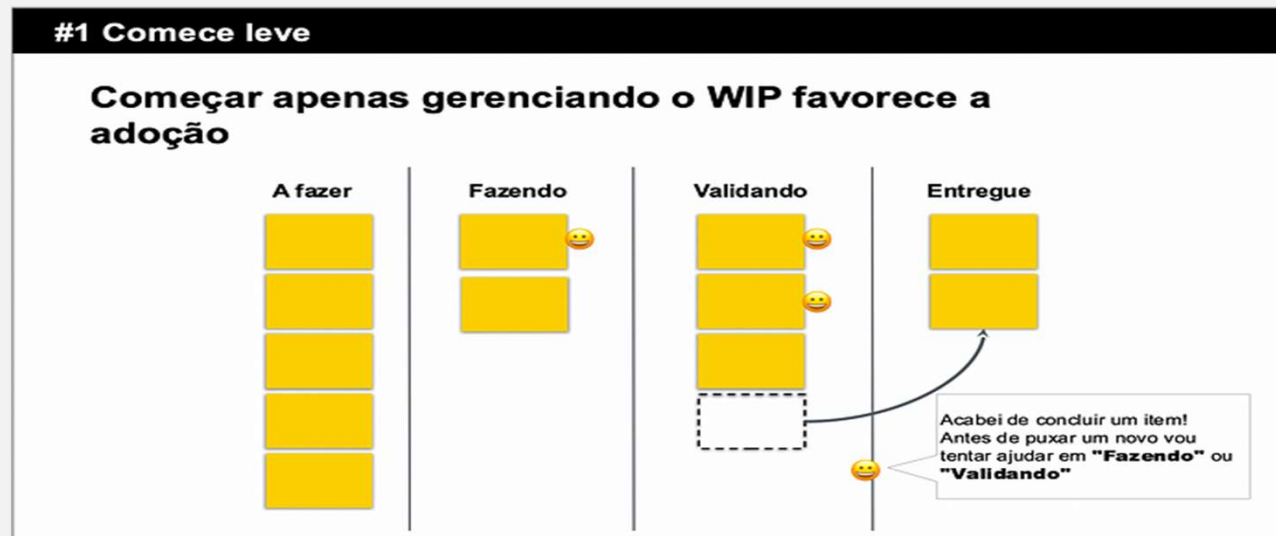 #1 Comece leve
Começar apenas gerenciando o WIP favorece a
adoção
A fazer
Fazendo
Validando
Entregue
Acabei de concluir um item!
Antes de puxar um novo vou
tentar ajudar em "Fazendo" ou
"Validando"